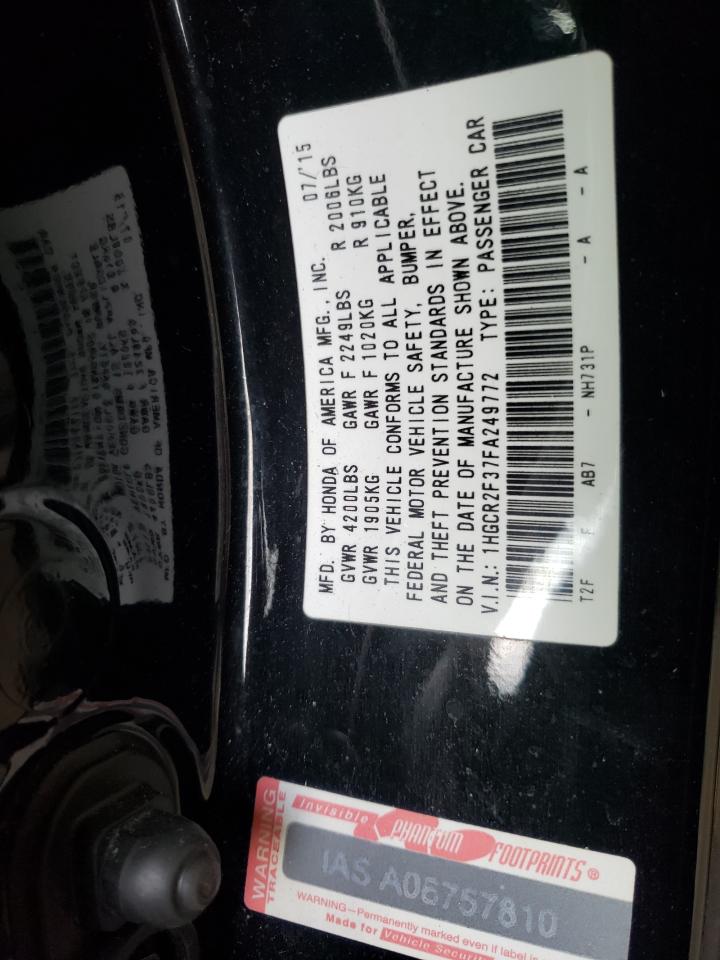 MFD. BY HONDA OF AMERICA MFG., INC. 07/'15
GVWR 4200LBS GAWR F 2249LBS R 2006LBS
GVWR 1905KG GAWR F 1020KG R 910KG
THIS VEHICLE CONFORMS TO ALL APPLICABLE
FEDERAL MOTOR VEHICLE SAFETY, BUMPER,
AND THEFT PREVENTION STANDARDS IN EFFECT
ON THE DATE OF MANUFACTURE SHOWN ABOVE.
V.I.N.: 1HGCR2F37FA249772 TYPE: PASSENGER CAR
T2F F AB7 - NH731P - A - A
WARNING
TRACEABLE
Invisible
PHANTOM
FOOTPRINTS®
IAS A06757810
WARNING—Permanently marked even if label is
Made for Vehicle Securit